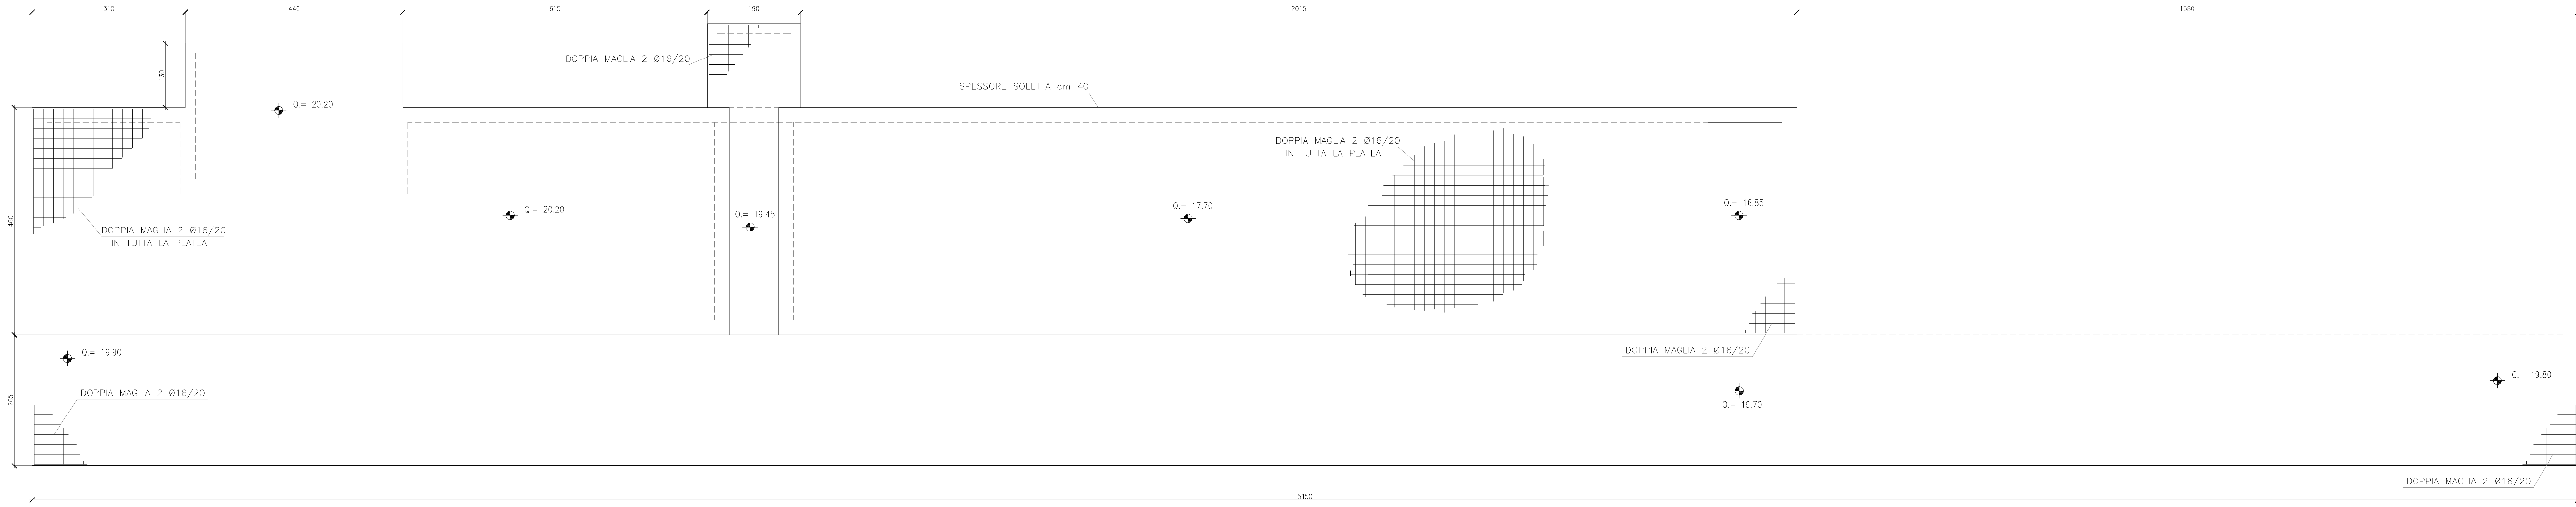 310
440
615
190
2015
1580
DOPPIA MAGLIA 2 Ø16/20
130
SPESSORE SOLETTA cm 40
Q.= 20.20
DOPPIA MAGLIA 2 Ø16/20
IN TUTTA LA PLATEA
Q.= 16.85
Q.= 17.70
Q.= 20.20
Q.= 19.45
460
DOPPIA MAGLIA 2 Ø16/20
IN TUTTA LA PLATEA
DOPPIA MAGLIA 2 Ø16/20
Q.= 19.90
Q.= 19.80
DOPPIA MAGLIA 2 Ø16/20
265
Q.= 19.70
DOPPIA MAGLIA 2 Ø16/20
5150